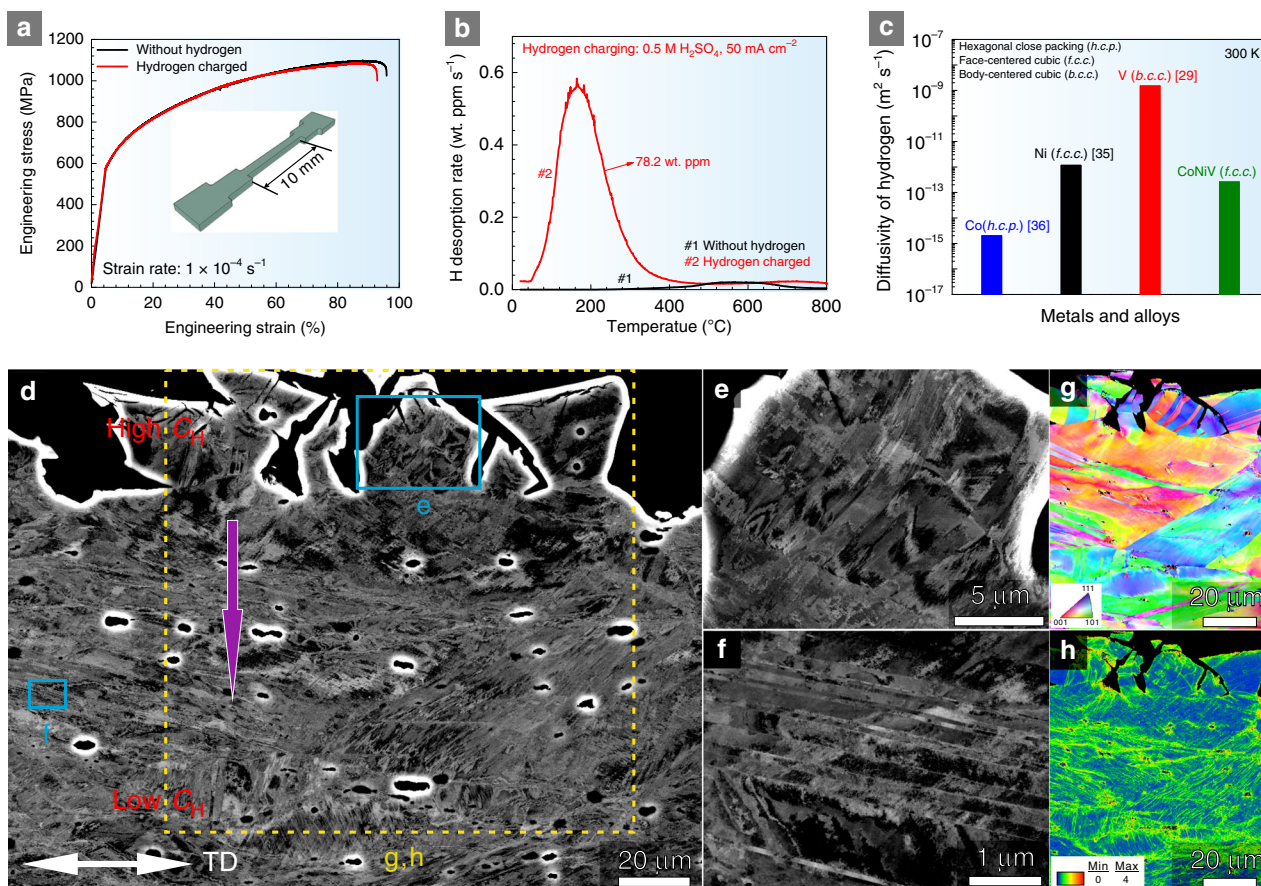 a
1200
1000
800
600
400
200
0
Engineering stress (MPa)
Without hydrogen
Hydrogen charged
10 mm
Strain rate: 1 × 10⁻⁴ s⁻¹
0 20 40 60 80 100
Engineering strain (%)
b
Hydrogen charging: 0.5 M H₂SO₄, 50 mA cm⁻²
0.6
0.4
0.2
0.0
H desorption rate (wt. ppm s⁻¹)
#2
78.2 wt. ppm
#1 Without hydrogen
#2 Hydrogen charged
#1
0 200 400 600 800
Temperatue (°C)
c
10⁻⁷
10⁻⁹
10⁻¹¹
10⁻¹³
10⁻¹⁵
10⁻¹⁷
Diffusivity of hydrogen (m² s⁻¹)
Hexagonal close packing (h.c.p.)
Face-centered cubic (f.c.c.)
Body-centered cubic (b.c.c.)
300 K
V (b.c.c.) [29]
Ni (f.c.c.) [35]
CoNiV (f.c.c.)
Co(h.c.p.) [36]
Metals and alloys
d
High C_H
e
f
Low C_H
TD
g,h
20 μm
e
5 μm
f
1 μm
g
111
001 101
20 μm
h
Min Max
0 4
20 μm